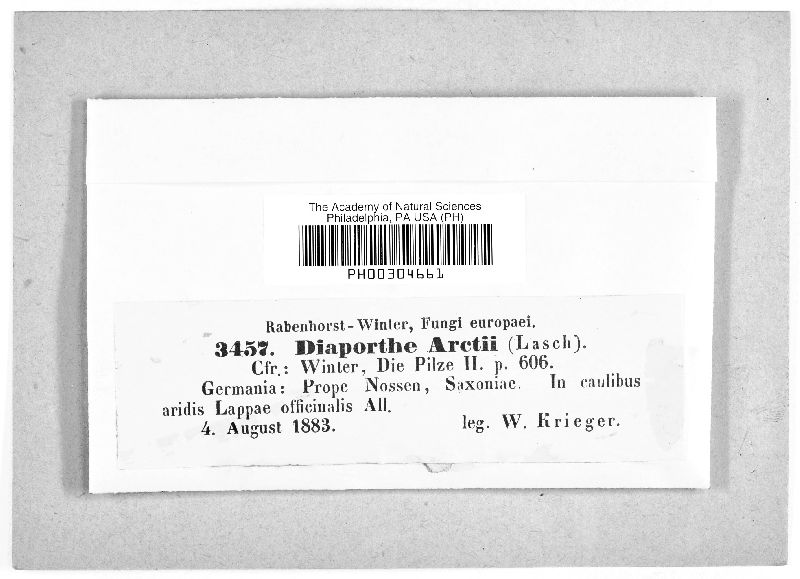 The Academy of Natural Sciences
Philadelphia, PA USA (PH)
PH00304661
Rabenhorst-Winter, Fungi europaei.
3457. Diaporthe Arctii (Lasch).
Cfr.: Winter, Die Pilze II. p. 606.
Germania: Prope Nossen, Saxoniae. In caulibus
aridis Lappae officinalis All.
4. August 1883. leg. W. Krieger.